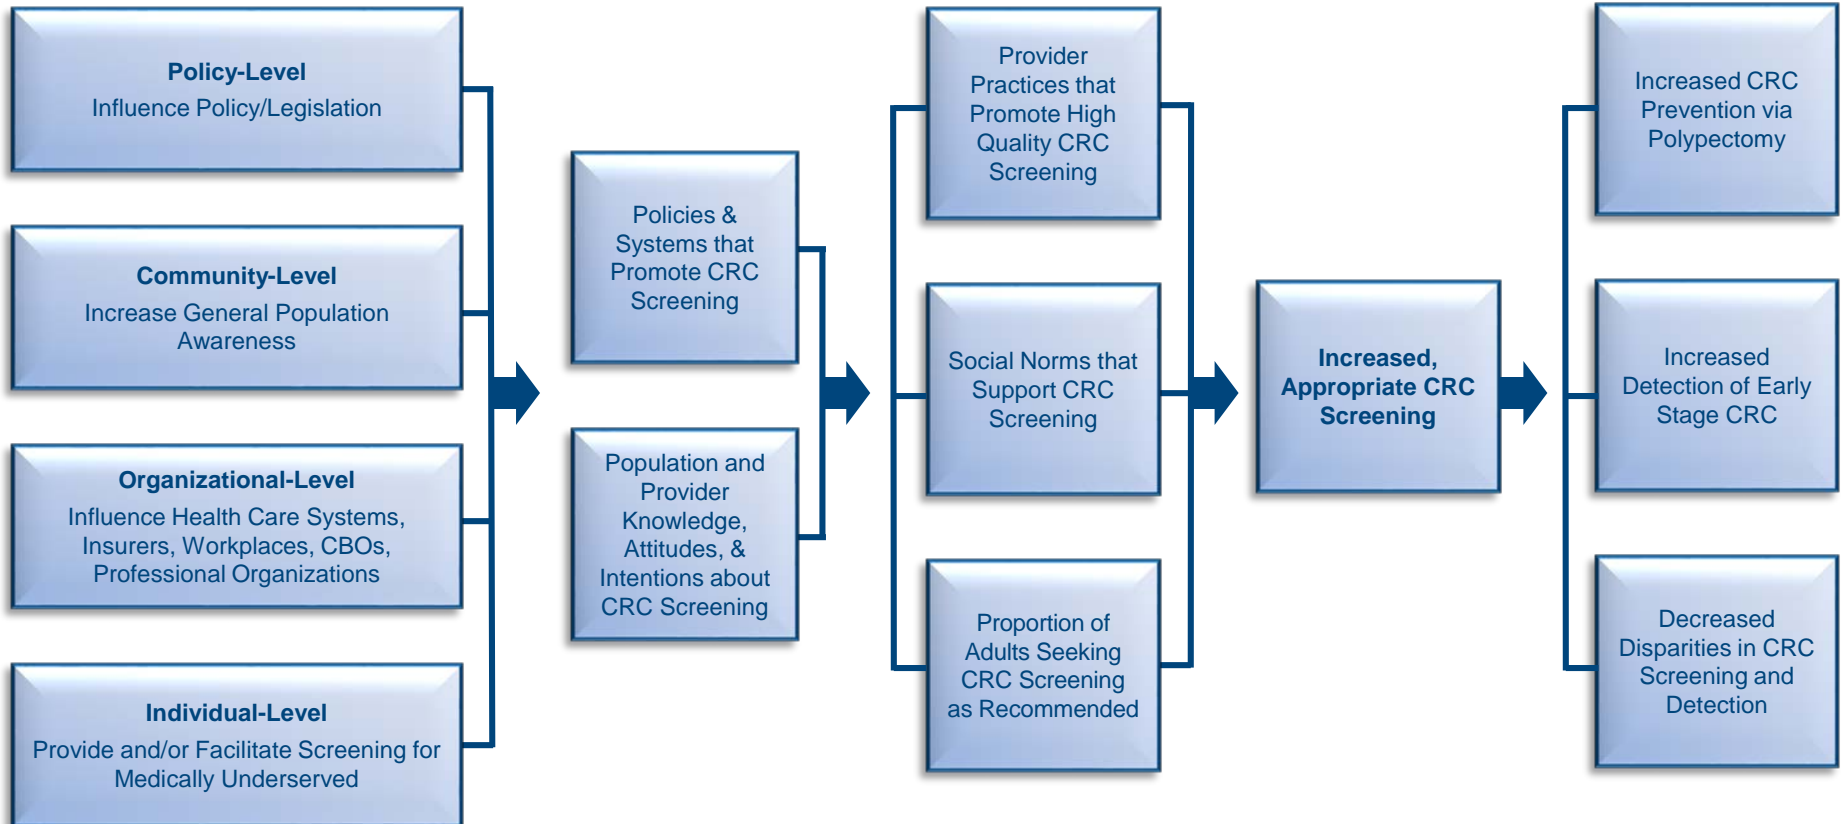 Policy-Level
Influence Policy/Legislation
Community-Level
Increase General Population
Awareness
Organizational-Level
Influence Health Care Systems,
Insurers, Workplaces, CBOs,
Professional Organizations
Individual-Level
Provide and/or Facilitate Screening for
Medically Underserved
Policies &
Systems that
Promote CRC
Screening
Population and
Provider
Knowledge,
Attitudes, &
Intentions about
CRC Screening
Provider
Practices that
Promote High
Quality CRC
Screening
Social Norms that
Support CRC
Screening
Proportion of
Adults Seeking
CRC Screening
as Recommended
Increased,
Appropriate CRC
Screening
Increased CRC
Prevention via
Polypectomy
Increased
Detection of Early
Stage CRC
Decreased
Disparities in CRC
Screening and
Detection